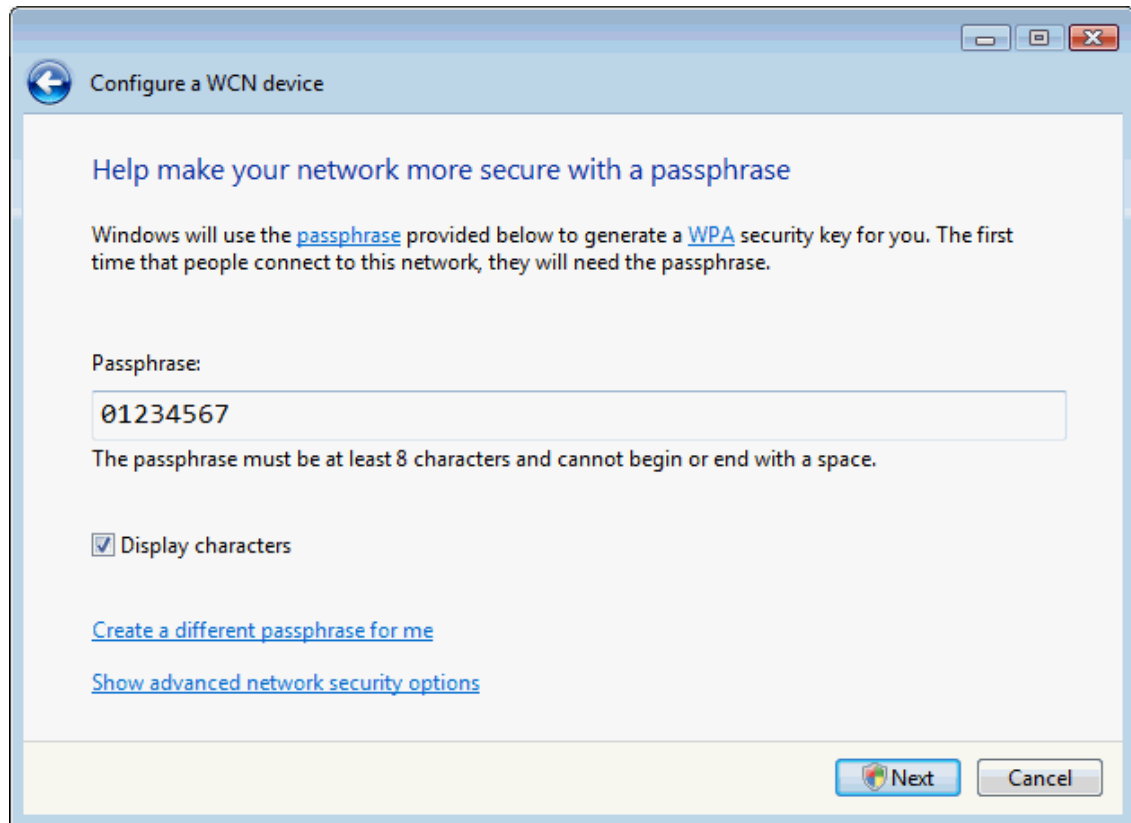 Configure a WCN device
Help make your network more secure with a passphrase
Windows will use the passphrase provided below to generate a WPA security key for you. The first
time that people connect to this network, they will need the passphrase.
Passphrase:
01234567
The passphrase must be at least 8 characters and cannot begin or end with a space.
Display characters
Create a different passphrase for me
Show advanced network security options
Next Cancel